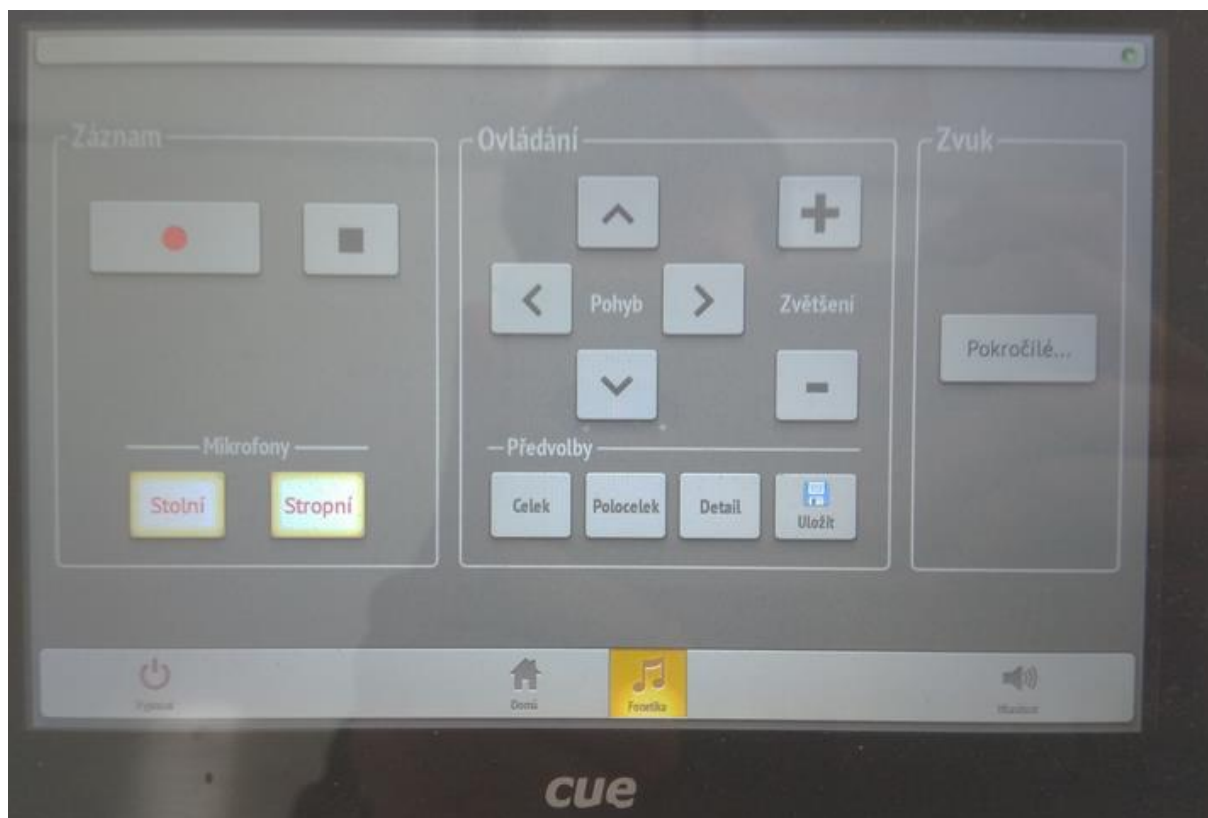 Záznam
Ovládání
Zvuk
Pohyb
Zvětšení
Pokročilé...
Mikrofony
Stolní
Stropní
Předvolby
Celek
Polocelek
Detail
Uložit
Domů
Fonetika
cue